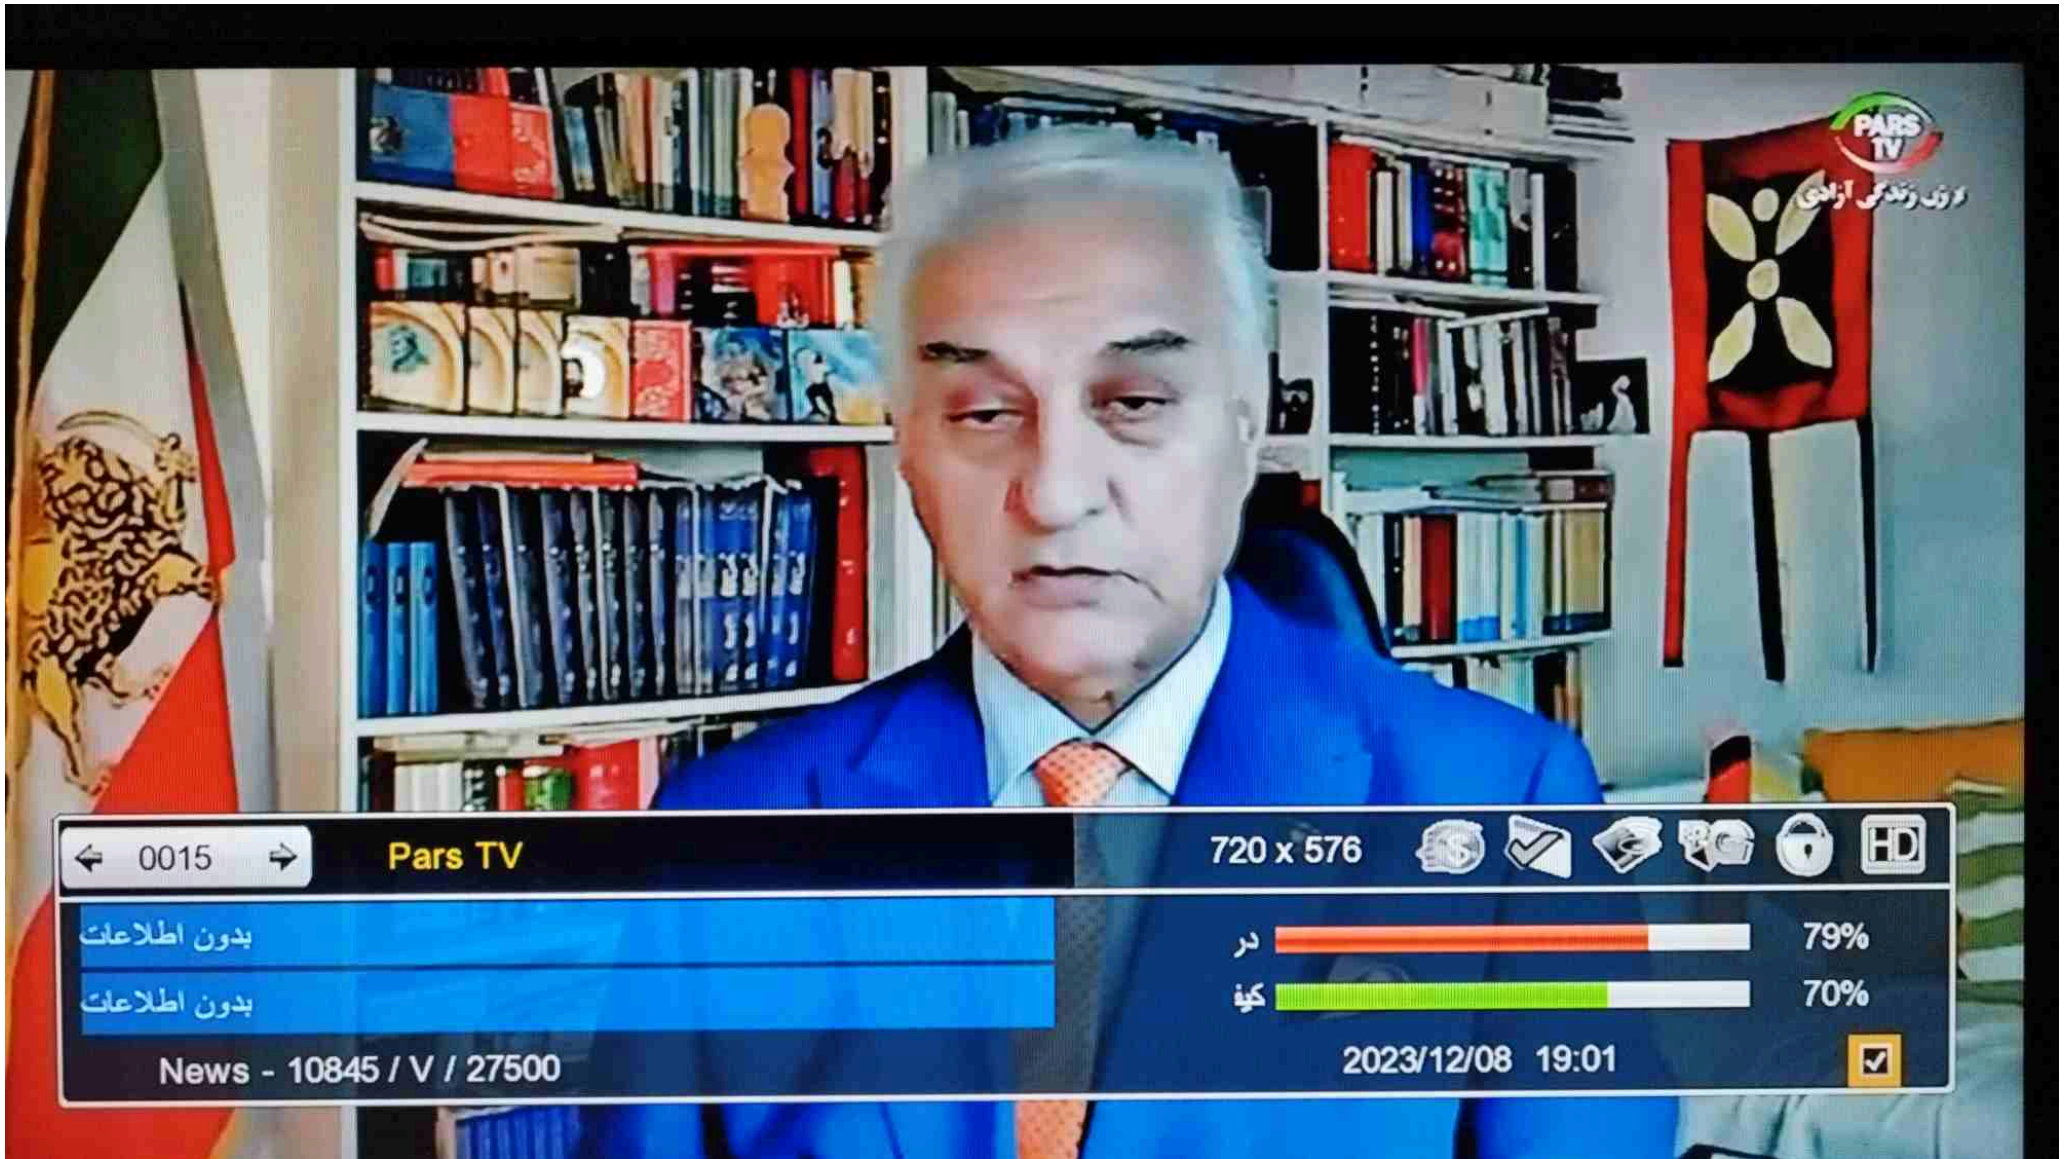 PARS
TV
زن زندگی آزادی
0015
Pars TV
720 x 576
HD
بدون اطلاعات
در
79%
بدون اطلاعات
كيف
70%
News - 10845 / V / 27500
2023/12/08 19:01